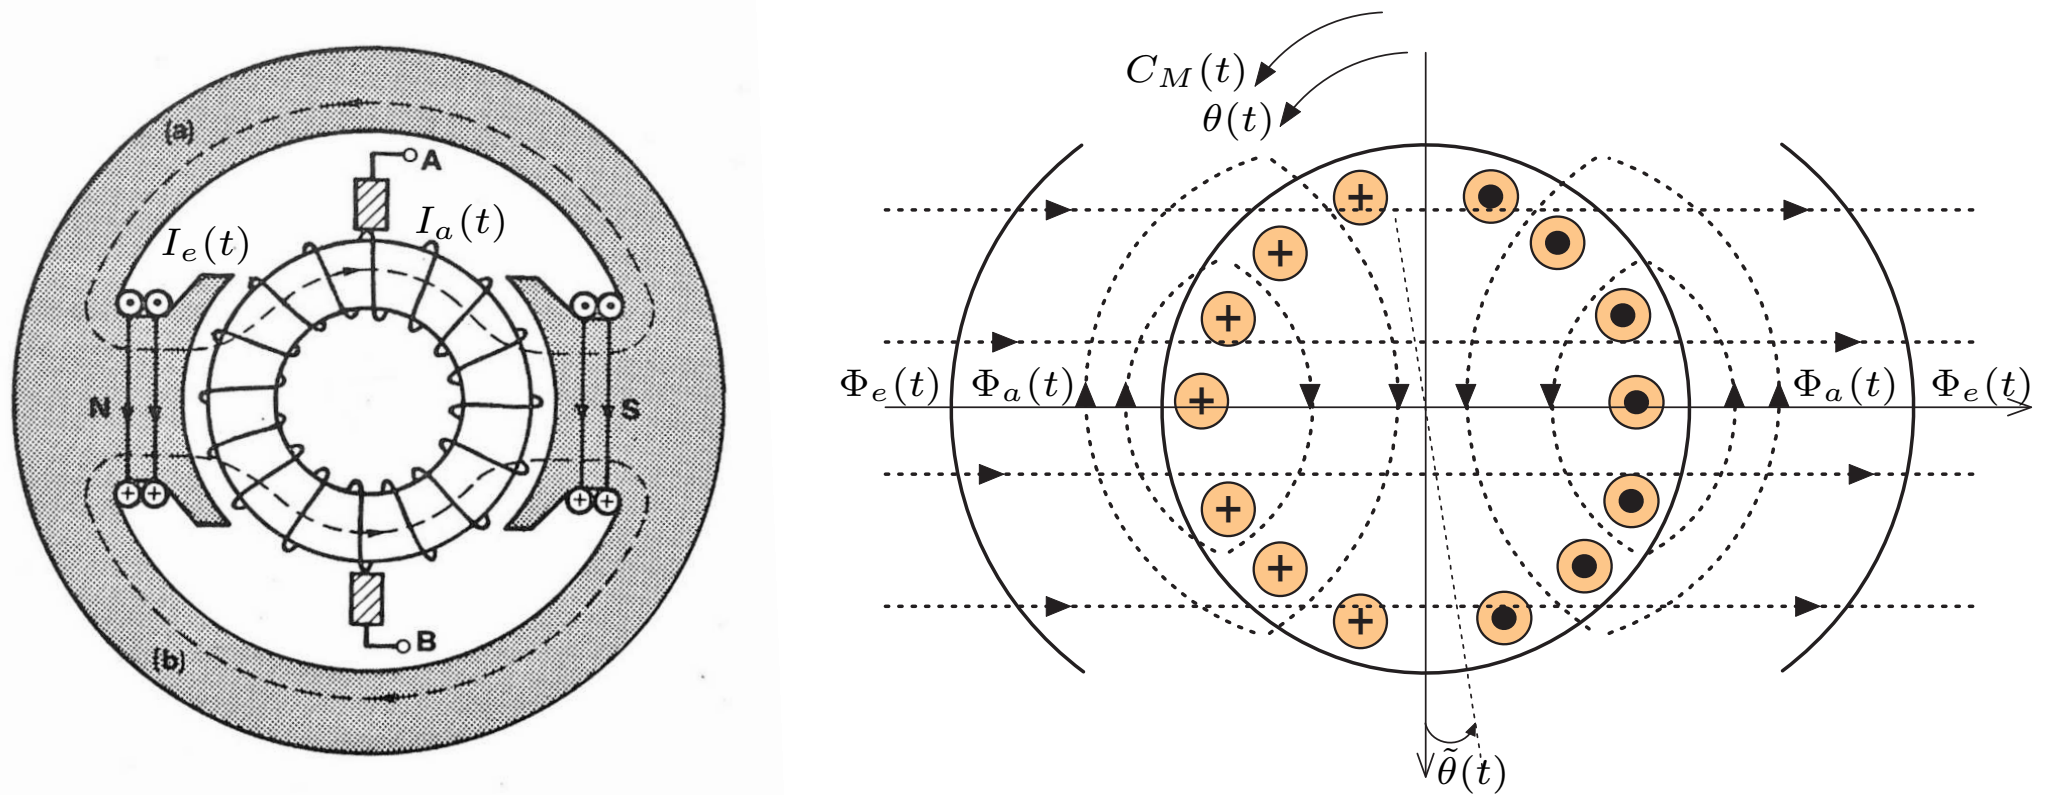 (a)
A
I_e(t)
I_a(t)
N
S
B
(b)
C_M(t)
θ(t)
Φ_e(t)
Φ_a(t)
Φ_a(t)
Φ_e(t)
θ̃(t)